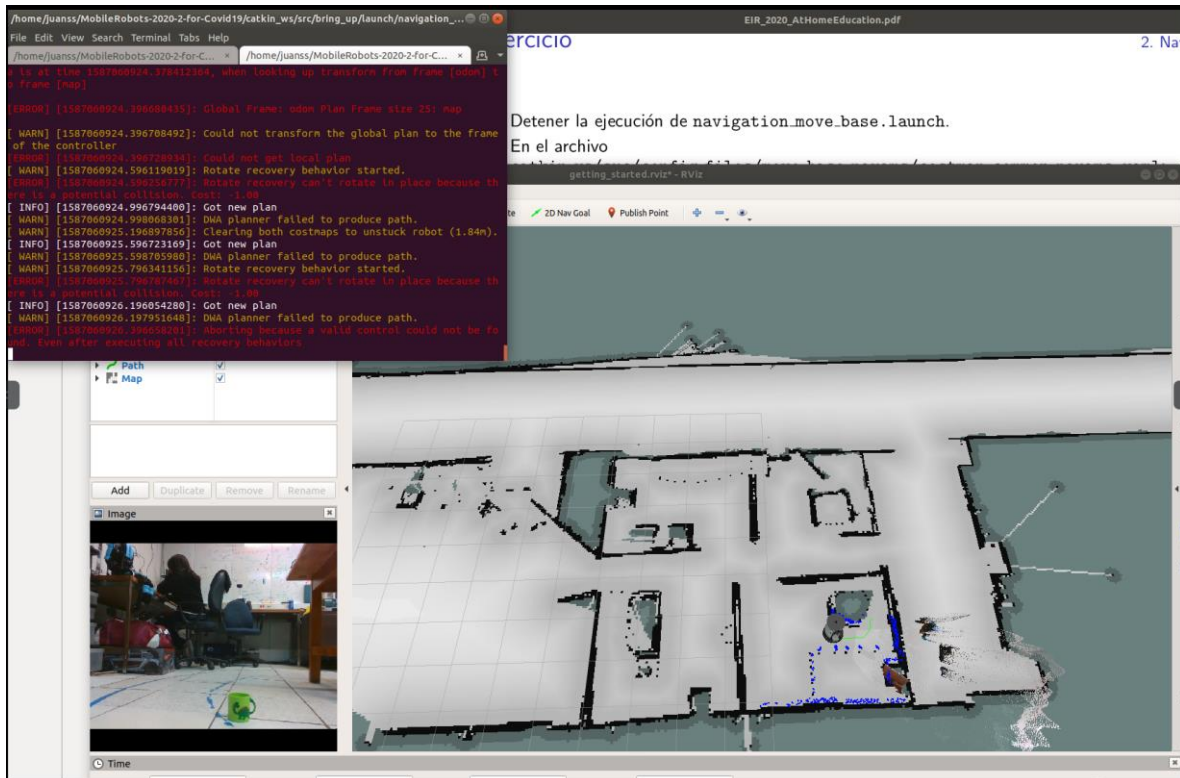 /home/juanss/MobileRobots-2020-2-for-Covid19/catkin_ws/src/bring_up/launch/navigation_...
File Edit View Search Terminal Tabs Help
/home/juanss/MobileRobots-2020-2-for-C... × /home/juanss/MobileRobots-2020-2-for-C... ×
a is at time 1587060924.378412364, when looking up transform from frame [odom] t
o frame [map]
[ERROR] [1587060924.396680435]: Global Frame: odom Plan Frame size 25: map
[ WARN] [1587060924.396708492]: Could not transform the global plan to the frame
of the controller
[ERROR] [1587060924.396728934]: Could not get local plan
[ WARN] [1587060924.596119019]: Rotate recovery behavior started.
[ERROR] [1587060924.596256777]: Rotate recovery can't rotate in place because th
ere is a potential collision. Cost: -1.00
[ INFO] [1587060924.996794400]: Got new plan
[ WARN] [1587060924.998068301]: DWA planner failed to produce path.
[ WARN] [1587060925.196897856]: Clearing both costmaps to unstuck robot (1.84m).
[ INFO] [1587060925.596723169]: Got new plan
[ WARN] [1587060925.598705980]: DWA planner failed to produce path.
[ WARN] [1587060925.796341156]: Rotate recovery behavior started.
[ERROR] [1587060925.796787467]: Rotate recovery can't rotate in place because th
ere is a potential collision. Cost: -1.00
[ INFO] [1587060926.196054280]: Got new plan
[ WARN] [1587060926.197951648]: DWA planner failed to produce path.
[ERROR] [1587060926.396658201]: Aborting because a valid control could not be fo
und. Even after executing all recovery behaviors
EIR_2020_AtHomeEducation.pdf
ercicio 2. Na
Detener la ejecución de navigation_move_base.launch.
En el archivo
getting_started.rviz* - RViz
te 2D Nav Goal Publish Point
Path
Map
Add Duplicate Remove Rename
Image
Time